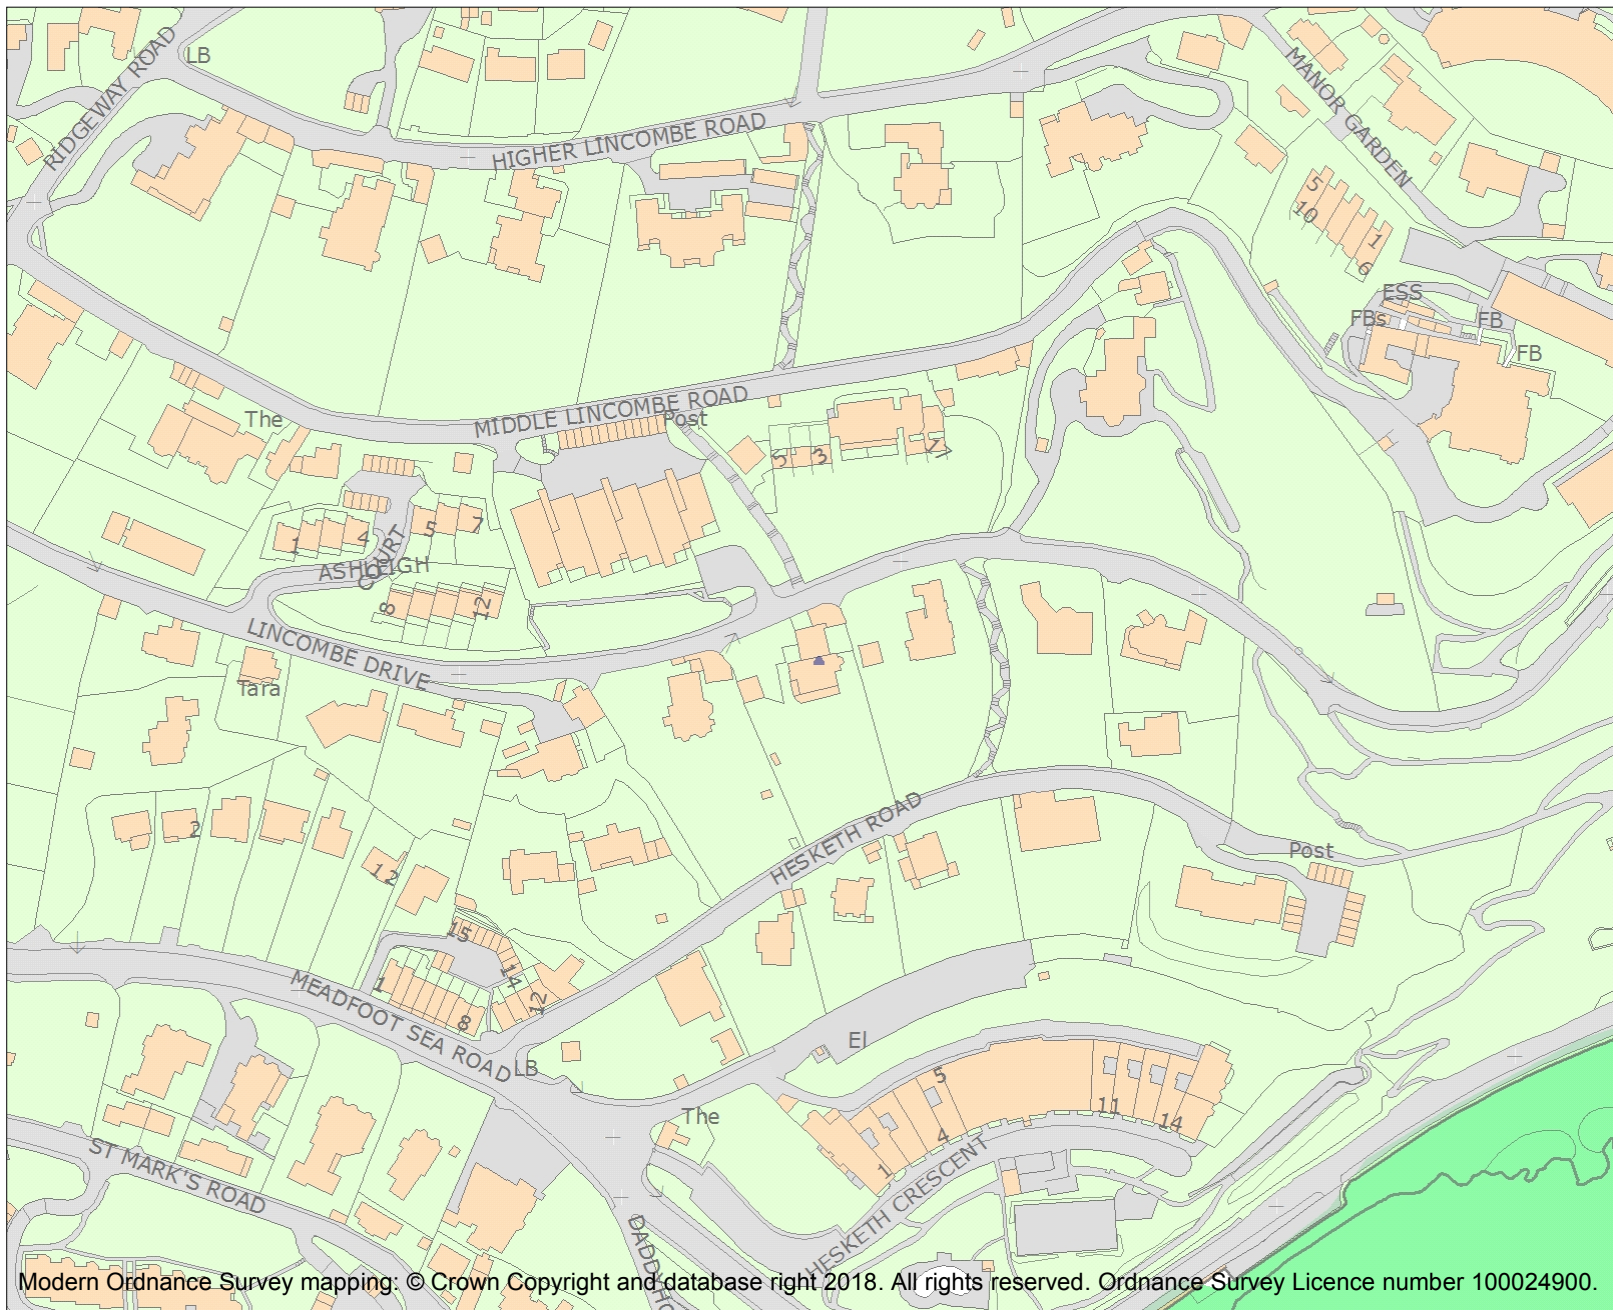 RIDGEWAY ROAD
LB
HIGHER LINCOMBE ROAD
MANOR GARDEN
5
10
1
6
ESS
FBs
FB
FB
MIDDLE LINCOMBE ROAD
The
Post
5
3
17
1
4
5
7
ASHLEIGH
COURT
8
12
LINCOMBE DRIVE
Tara
2
12
HESKETH ROAD
Post
15
14
12
1
8
MEADFOOT SEA ROAD
LB
El
The
5
4
1
11
14
HESKETH CRESCENT
ST MARK'S ROAD
DADDYHO
Modern Ordnance Survey mapping: © Crown Copyright and database right 2018. All rights reserved. Ordnance Survey Licence number 100024900.